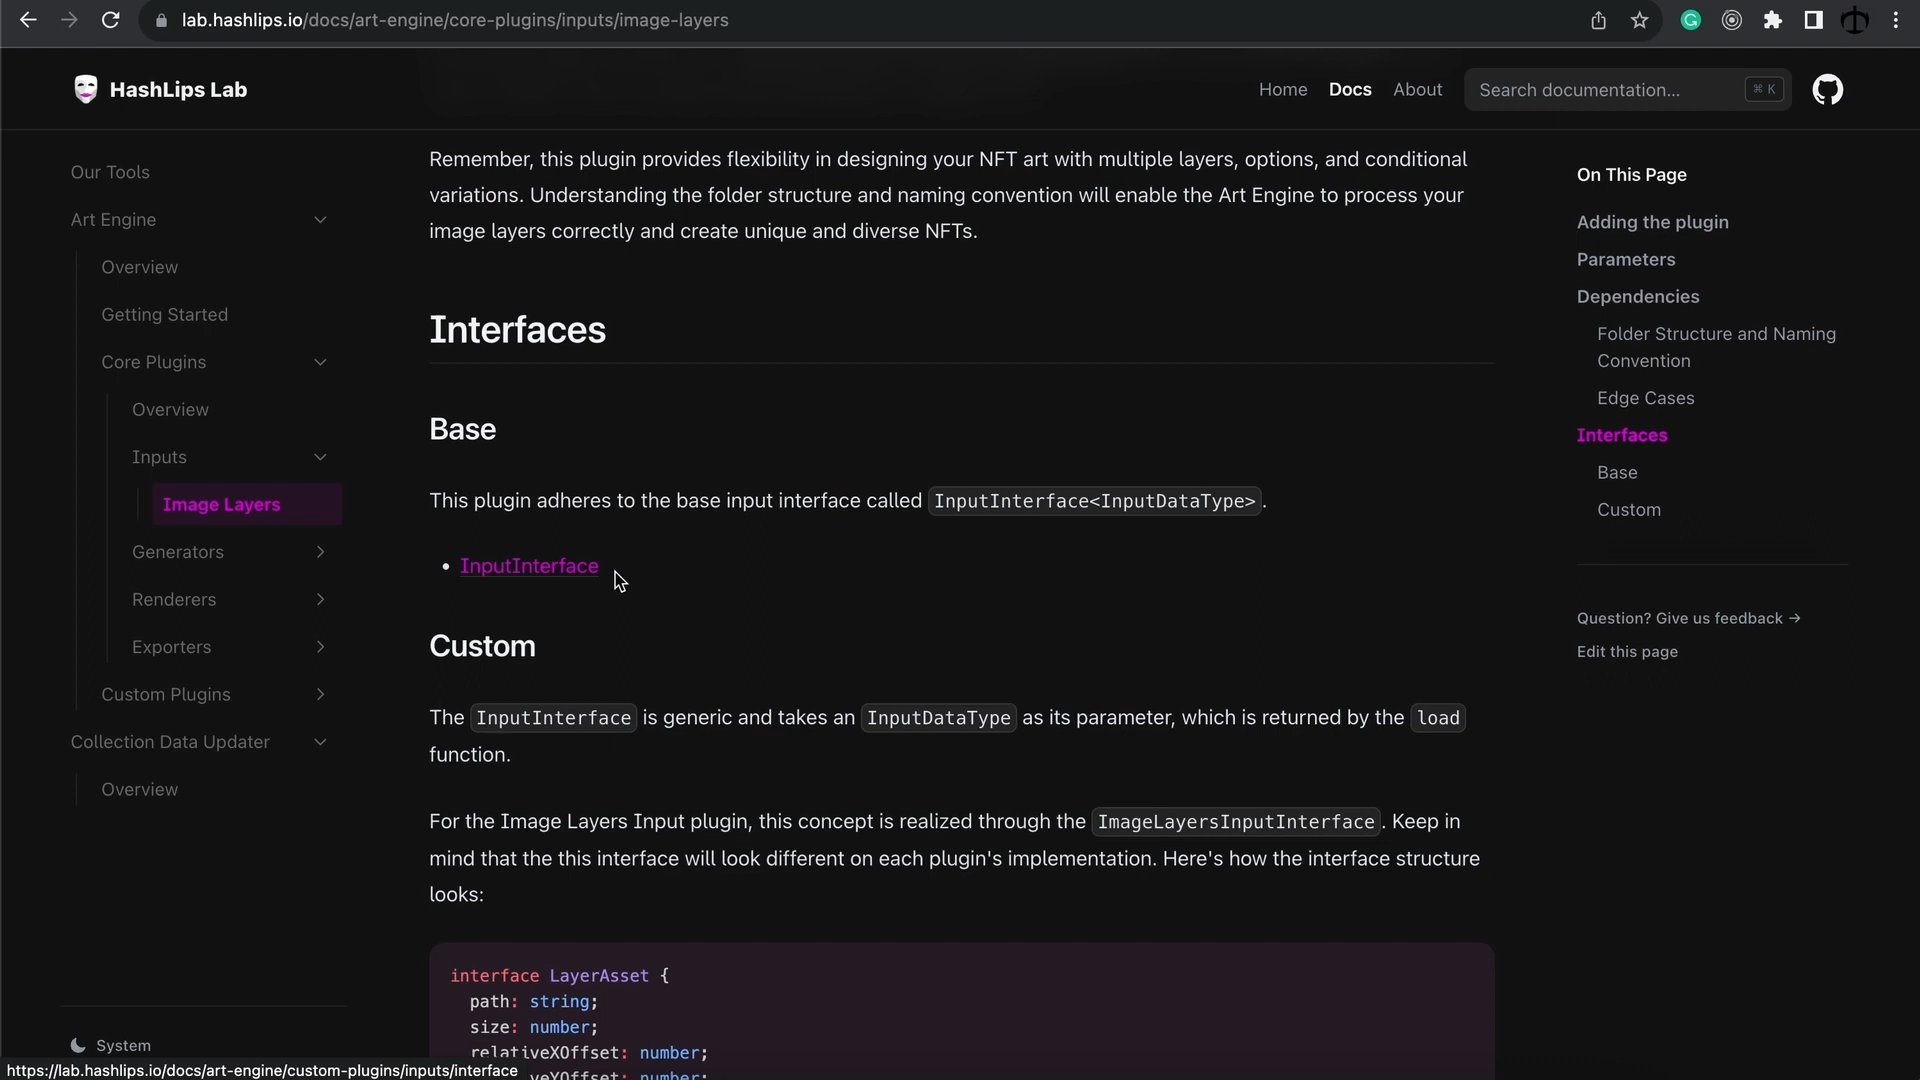 lab.hashlips.io/docs/art-engine/core-plugins/inputs/image-layers
HashLips Lab
Home
Docs
About
Search documentation...
⌘ K
Our Tools
Art Engine
Overview
Getting Started
Core Plugins
Overview
Inputs
Image Layers
Generators
Renderers
Exporters
Custom Plugins
Collection Data Updater
Overview
System
Remember, this plugin provides flexibility in designing your NFT art with multiple layers, options, and conditional
variations. Understanding the folder structure and naming convention will enable the Art Engine to process your
image layers correctly and create unique and diverse NFTs.
Interfaces
Base
This plugin adheres to the base input interface called InputInterface<InputDataType>.
• InputInterface
Custom
The InputInterface is generic and takes an InputDataType as its parameter, which is returned by the load
function.
For the Image Layers Input plugin, this concept is realized through the ImageLayersInputInterface. Keep in
mind that the this interface will look different on each plugin's implementation. Here's how the interface structure
looks:
interface LayerAsset {
path: string;
size: number;
relativeXOffset: number;
veYOffset: number;
On This Page
Adding the plugin
Parameters
Dependencies
Folder Structure and Naming
Convention
Edge Cases
Interfaces
Base
Custom
Question? Give us feedback →
Edit this page
https://lab.hashlips.io/docs/art-engine/custom-plugins/inputs/interface